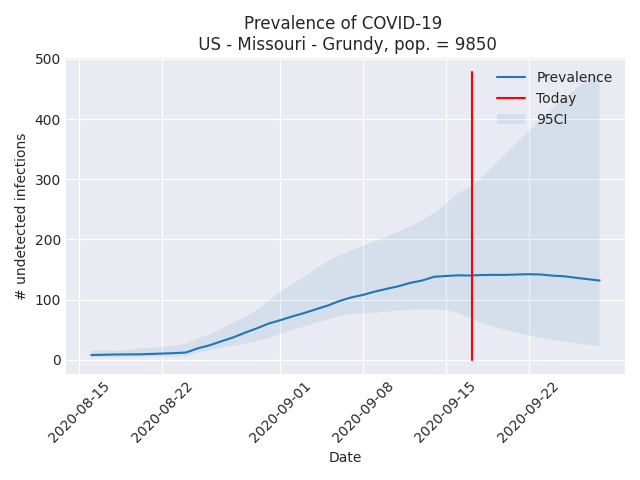 Prevalence of COVID-19
US - Missouri - Grundy, pop. = 9850
Prevalence
Today
95CI
# undetected infections
500
400
300
200
100
0
2020-08-15
2020-08-22
2020-09-01
2020-09-08
2020-09-15
2020-09-22
Date